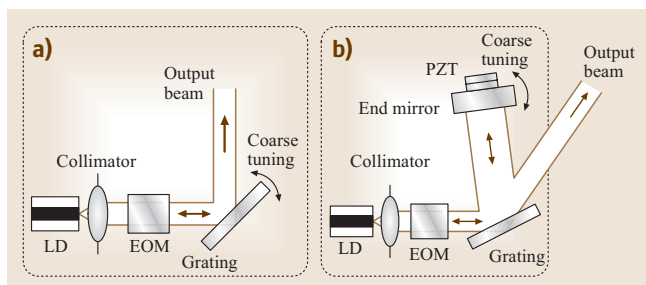 a)
Output
beam
Coarse
tuning
Collimator
LD
EOM
Grating
b)
Coarse
tuning
Output
beam
PZT
End mirror
Collimator
LD
EOM
Grating